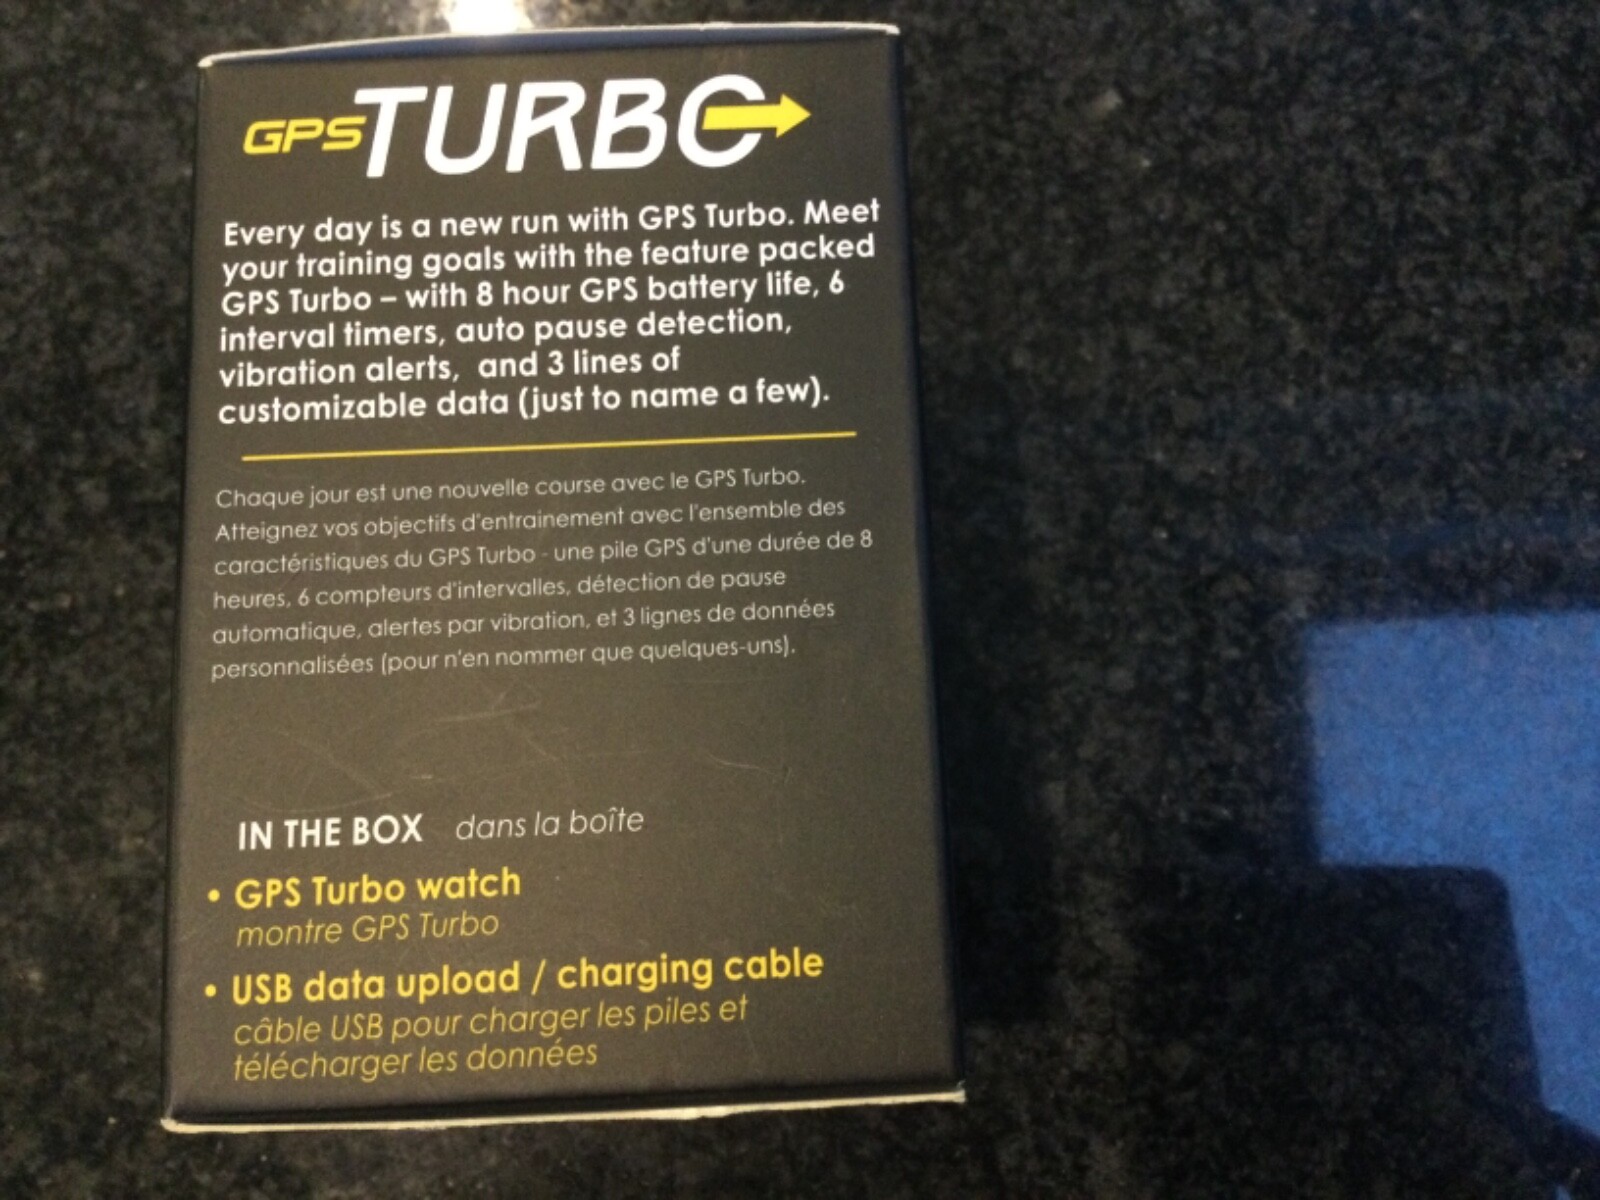 GPS TURBO
Every day is a new run with GPS Turbo. Meet
your training goals with the feature packed
GPS Turbo – with 8 hour GPS battery life, 6
interval timers, auto pause detection,
vibration alerts, and 3 lines of
customizable data (just to name a few).
Chaque jour est une nouvelle course avec le GPS Turbo.
Atteignez vos objectifs d'entrainement avec l'ensemble des
caractéristiques du GPS Turbo - une pile GPS d'une durée de 8
heures, 6 compteurs d'intervalles, détection de pause
automatique, alertes par vibration, et 3 lignes de données
personnalisées (pour n'en nommer que quelques-uns).
IN THE BOX dans la boîte
• GPS Turbo watch
montre GPS Turbo
• USB data upload / charging cable
câble USB pour charger les piles et
télécharger les données